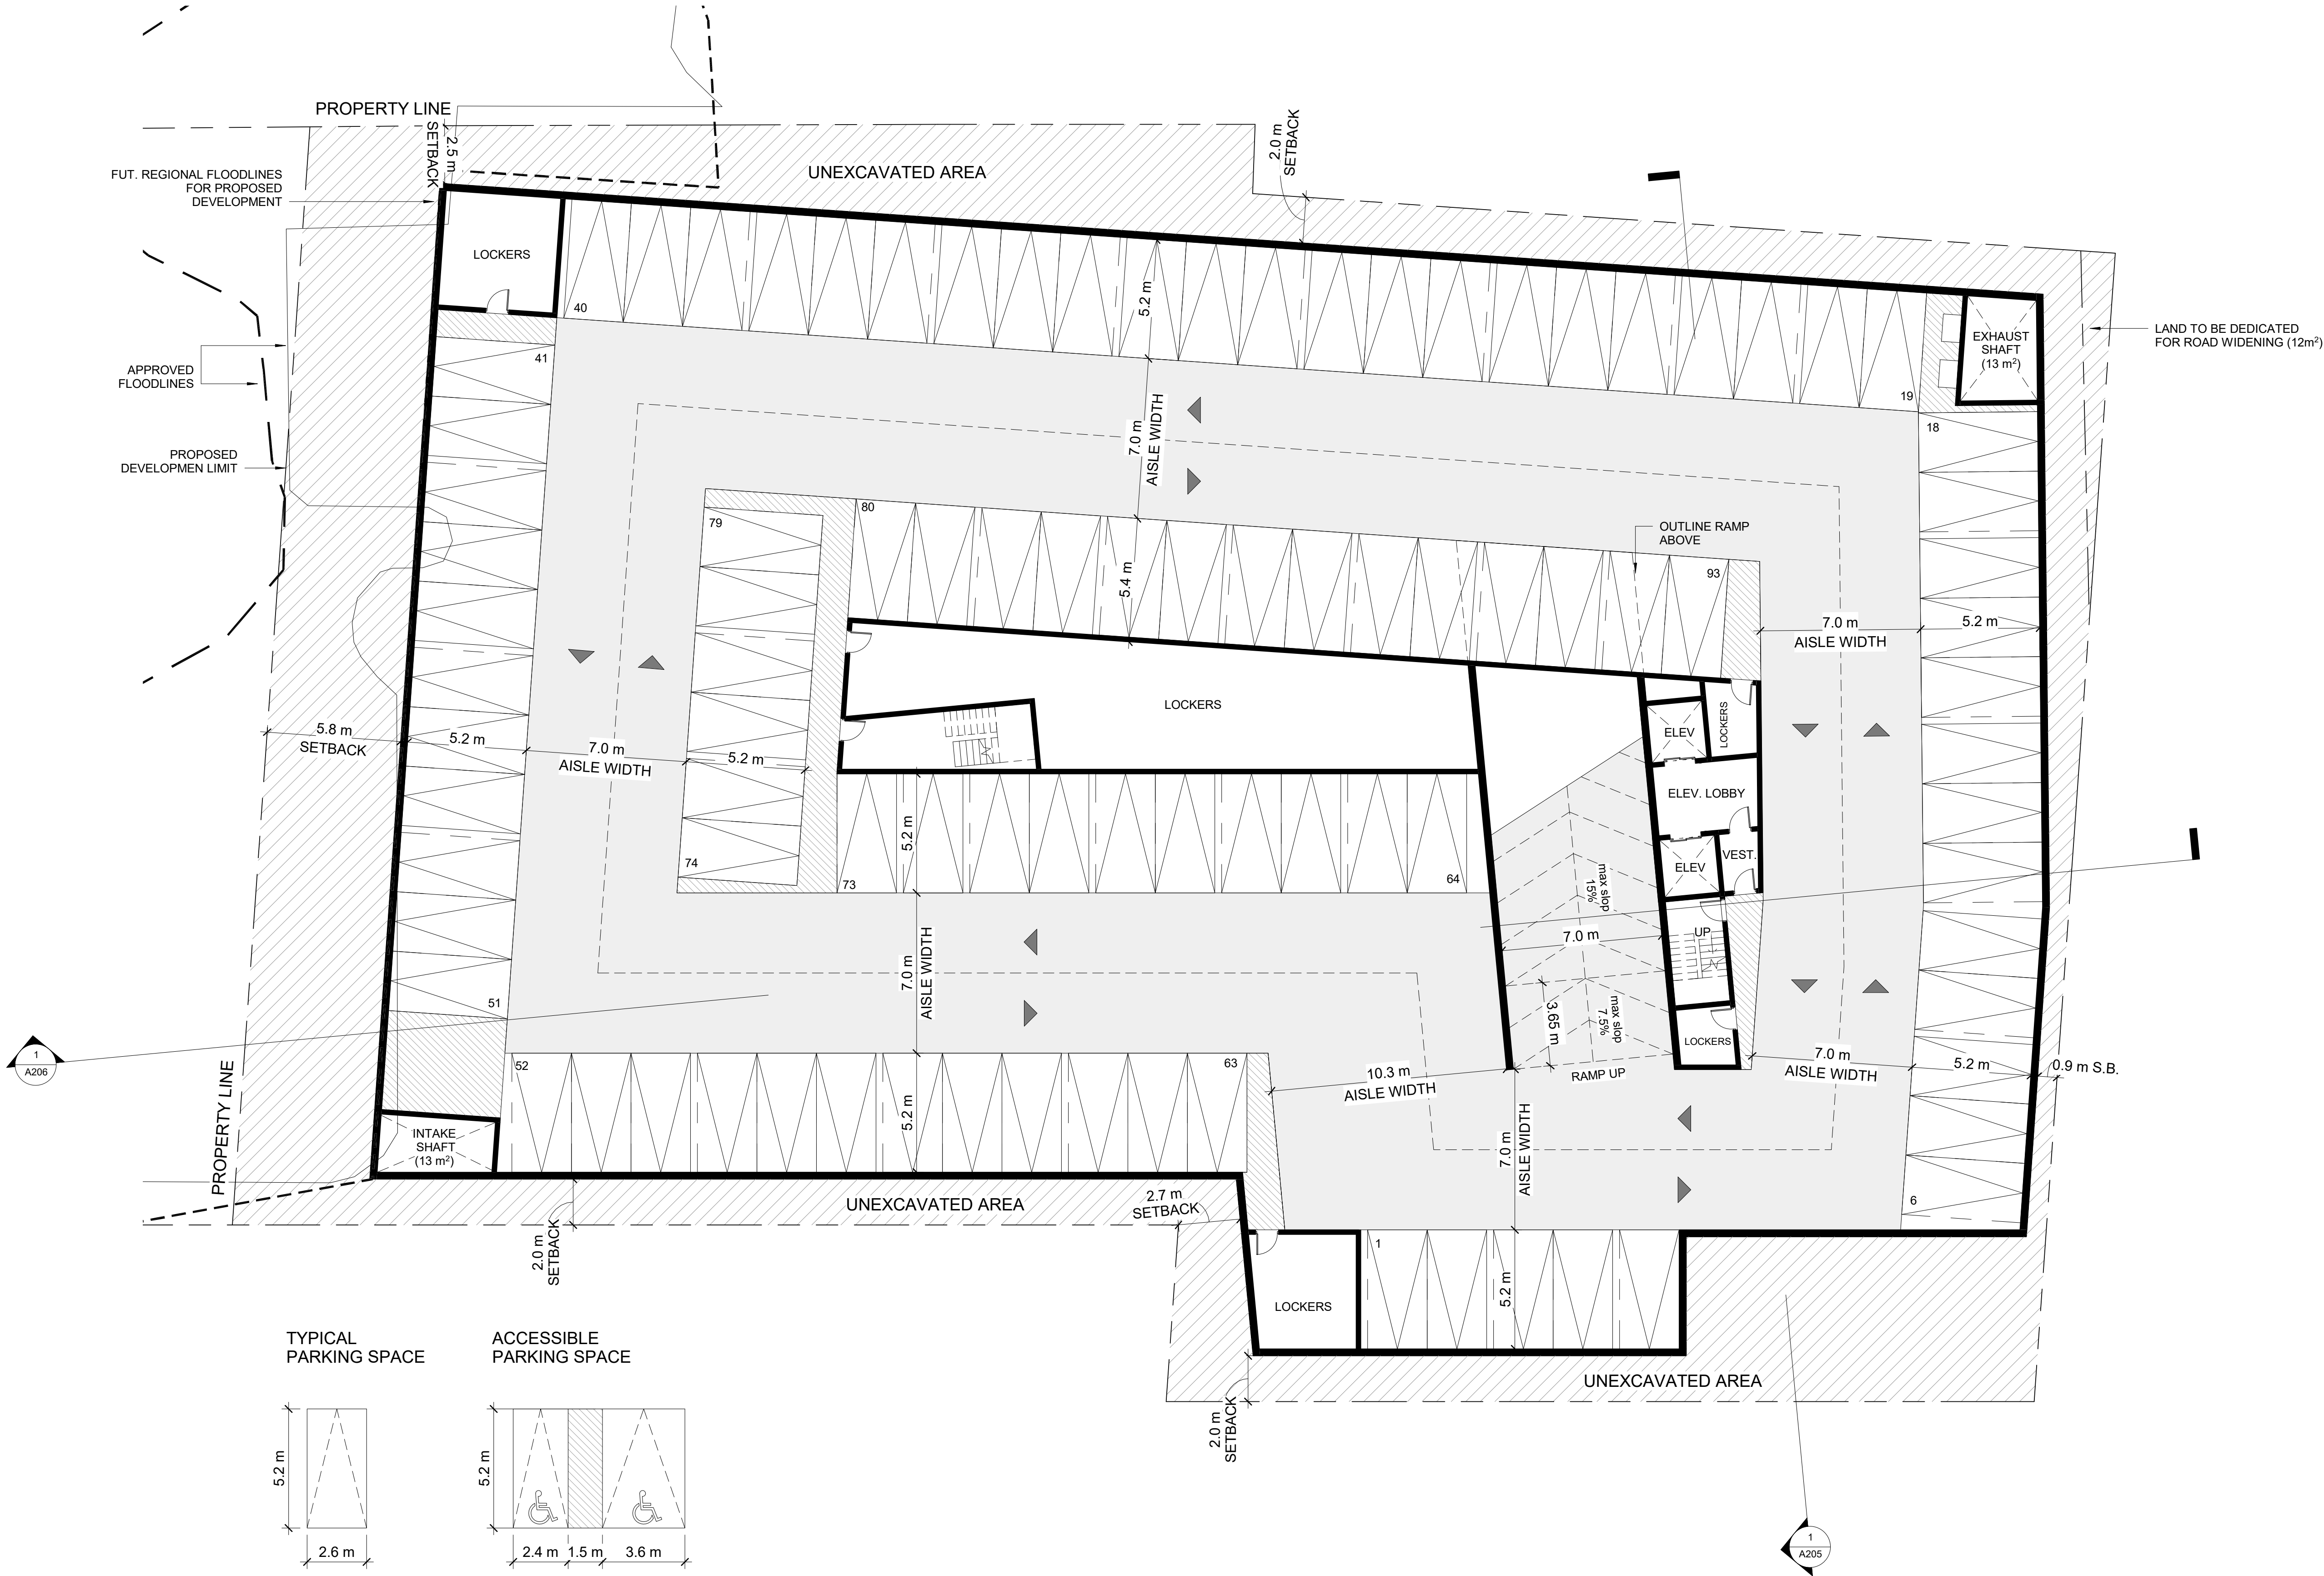 PROPERTY LINE
SETBACK
2.5 m
2.0 m
SETBACK
UNEXCAVATED AREA
FUT. REGIONAL FLOODLINES
FOR PROPOSED
DEVELOPMENT
LOCKERS
40
41
5.2 m
EXHAUST
SHAFT
(13 m²)
LAND TO BE DEDICATED
FOR ROAD WIDENING (12m²)
APPROVED
FLOODLINES
19
18
7.0 m
AISLE WIDTH
PROPOSED
DEVELOPMEN LIMIT
79
80
OUTLINE RAMP
ABOVE
5.4 m
93
7.0 m
AISLE WIDTH
5.2 m
LOCKERS
5.8 m
SETBACK
5.2 m
7.0 m
AISLE WIDTH
5.2 m
ELEV
LOCKERS
ELEV. LOBBY
5.2 m
74
73
64
ELEV
VEST.
max slop
15%
7.0 m
UP
7.0 m
AISLE WIDTH
51
3.65 m
max slop
7.5%
LOCKERS
1
A206
52
63
10.3 m
AISLE WIDTH
RAMP UP
7.0 m
AISLE WIDTH
5.2 m
0.9 m S.B.
PROPERTY LINE
5.2 m
INTAKE
SHAFT
(13 m²)
7.0 m
AISLE WIDTH
UNEXCAVATED AREA
2.7 m
SETBACK
6
2.0 m
SETBACK
1
LOCKERS
5.2 m
UNEXCAVATED AREA
2.0 m
SETBACK
TYPICAL
PARKING SPACE
ACCESSIBLE
PARKING SPACE
5.2 m
5.2 m
2.6 m
2.4 m
1.5 m
3.6 m
1
A205